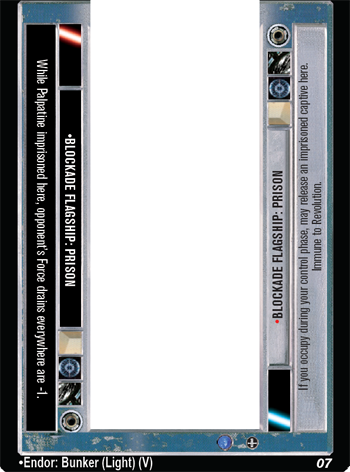 While Palpatine imprisoned here, opponent's Force drains everywhere are -1.
•BLOCKADE FLAGSHIP: PRISON
•BLOCKADE FLAGSHIP: PRISON
If you occupy during your control phase, may release an imprisoned captive here.
Immune to Revolution.
•Endor: Bunker (Light) (V)
07